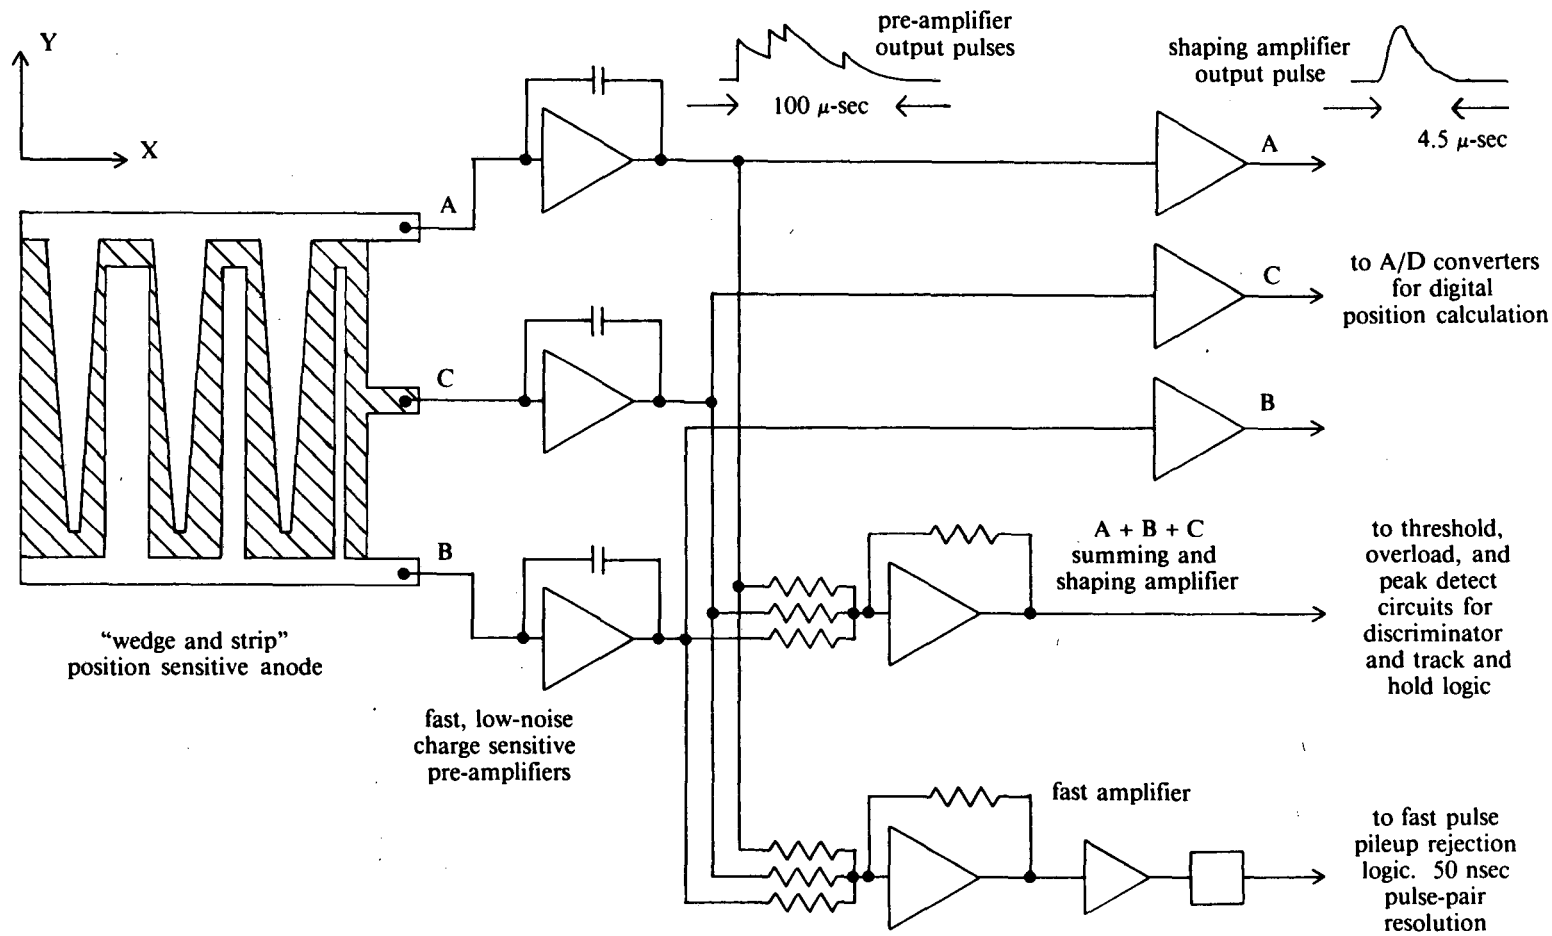 Y
X
pre-amplifier
output pulses
100 μ-sec
shaping amplifier
output pulse
4.5 μ-sec
A
A
C
to A/D converters
for digital
position calculation
C
B
B
A + B + C
summing and
shaping amplifier
to threshold,
overload, and
peak detect
circuits for
discriminator
and track and
hold logic
“wedge and strip”
position sensitive anode
fast, low-noise
charge sensitive
pre-amplifiers
fast amplifier
to fast pulse
pileup rejection
logic. 50 nsec
pulse-pair
resolution